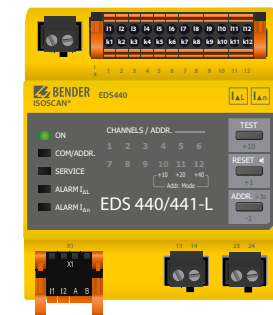 I1 I2 I3 I4 I5 I6 I7 I8 I9 I10 I11 I12
k1 k2 k3 k4 k5 k6 k7 k8 k9 k10 k11 k12
I
k 1 2 3 4 5 6 7 8 9 10 11 12
BENDER EDS440
ISOSCAN®
I∆L I∆n
ON
COM/ADDR.
SERVICE
ALARM I∆L
ALARM I∆n
CHANNELS / ADDR.
1 2 3 4 5 6
7 8 9 10 11 12
+10 +20 +40
Addr. Mode
EDS 440/441-L
TEST
+10
RESET
+1
ADDR. >3s
-1
X1
X1
I1 I2 A B
13 14
23 24